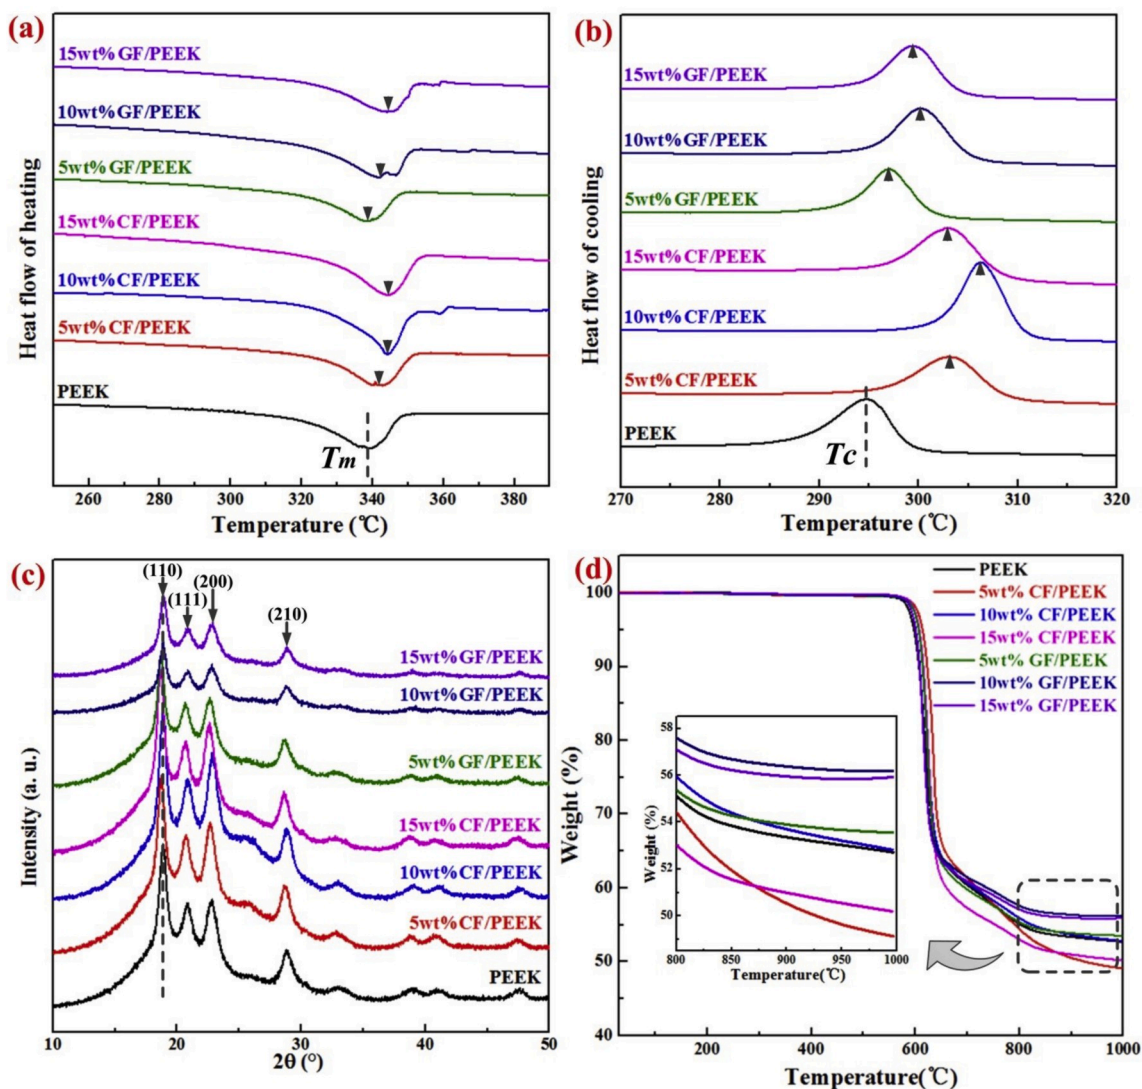 (a)
15wt% GF/PEEK
10wt% GF/PEEK
5wt% GF/PEEK
15wt% CF/PEEK
10wt% CF/PEEK
5wt% CF/PEEK
PEEK
Tm
Heat flow of heating
260 280 300 320 340 360 380
Temperature (℃)
(b)
15wt% GF/PEEK
10wt% GF/PEEK
5wt% GF/PEEK
15wt% CF/PEEK
10wt% CF/PEEK
5wt% CF/PEEK
PEEK
Tc
Heat flow of cooling
270 280 290 300 310 320
Temperature (℃)
(c)
(110)
(111)
(200)
(210)
15wt% GF/PEEK
10wt% GF/PEEK
5wt% GF/PEEK
15wt% CF/PEEK
10wt% CF/PEEK
5wt% CF/PEEK
PEEK
Intensity (a. u.)
10 20 30 40 50
2θ (°)
(d)
PEEK
5wt% CF/PEEK
10wt% CF/PEEK
15wt% CF/PEEK
5wt% GF/PEEK
10wt% GF/PEEK
15wt% GF/PEEK
100
90
80
70
60
50
40
Weight (%)
58
56
54
53
51
50
Weight (%)
800 825 850 900 950 1000
Temperature(℃)
200 400 600 800 1000
Temperature(℃)